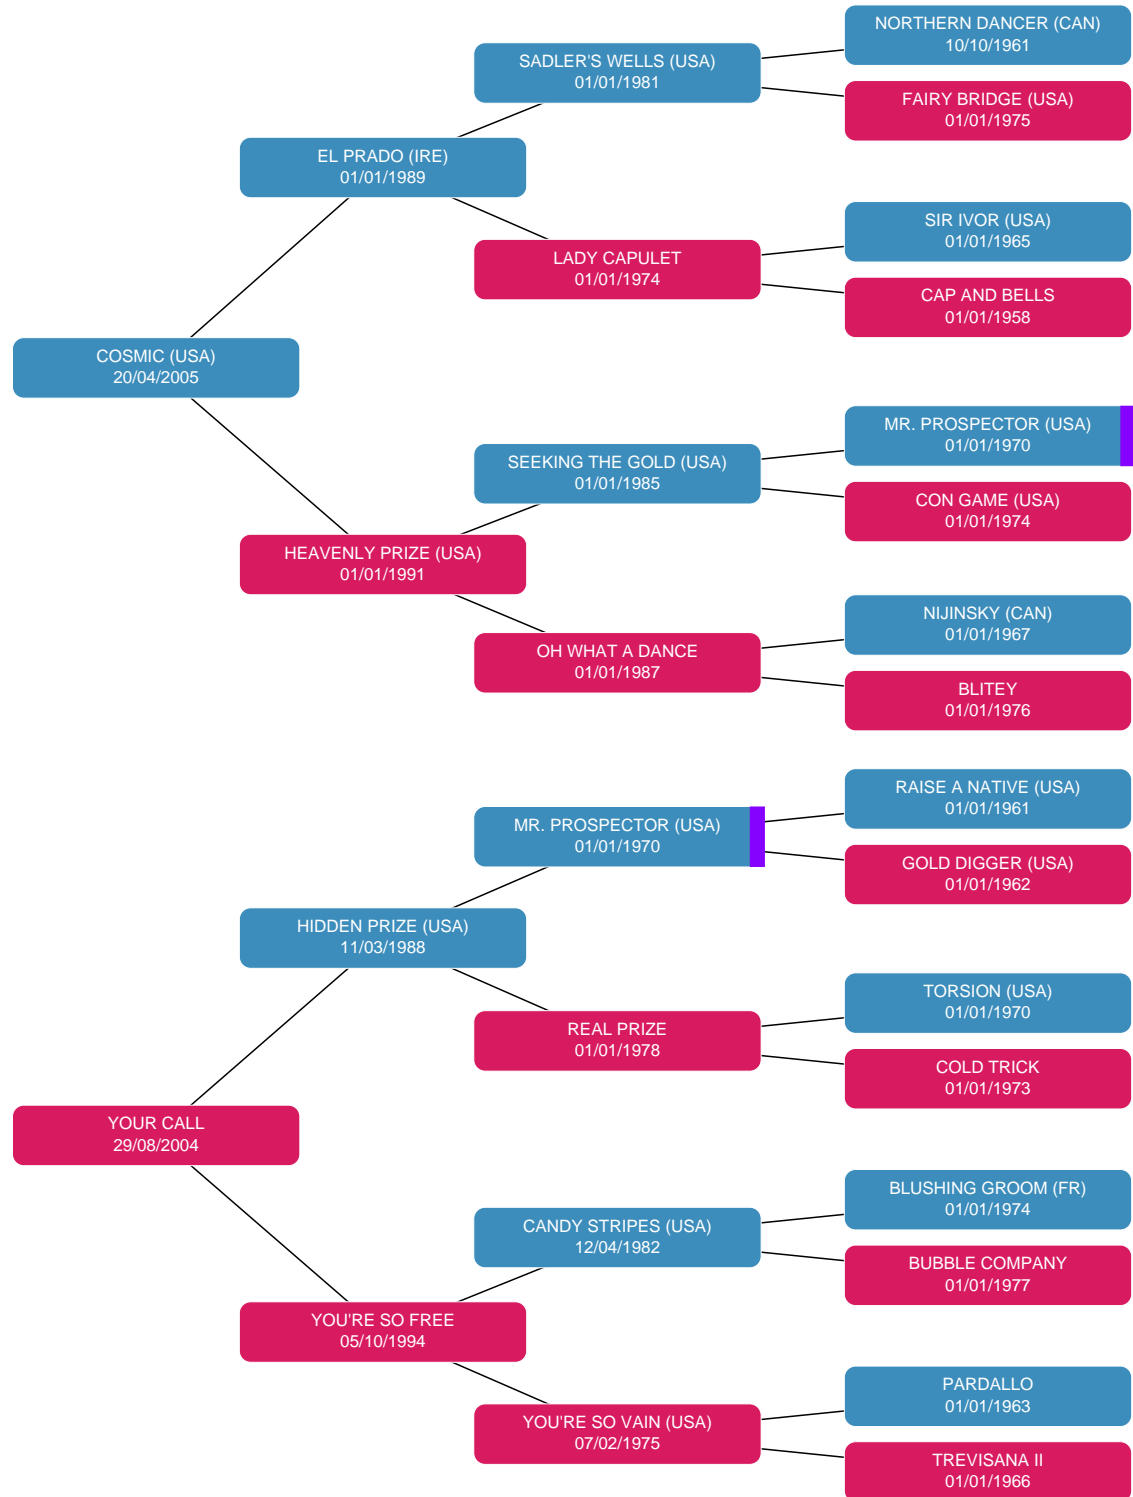 NORTHERN DANCER (CAN)
10/10/1961
SADLER'S WELLS (USA)
01/01/1981
FAIRY BRIDGE (USA)
01/01/1975
EL PRADO (IRE)
01/01/1989
SIR IVOR (USA)
01/01/1965
LADY CAPULET
01/01/1974
CAP AND BELLS
01/01/1958
COSMIC (USA)
20/04/2005
MR. PROSPECTOR (USA)
01/01/1970
SEEKING THE GOLD (USA)
01/01/1985
CON GAME (USA)
01/01/1974
HEAVENLY PRIZE (USA)
01/01/1991
NIJINSKY (CAN)
01/01/1967
OH WHAT A DANCE
01/01/1987
BLITEY
01/01/1976
RAISE A NATIVE (USA)
01/01/1961
MR. PROSPECTOR (USA)
01/01/1970
GOLD DIGGER (USA)
01/01/1962
HIDDEN PRIZE (USA)
11/03/1988
TORSION (USA)
01/01/1970
REAL PRIZE
01/01/1978
COLD TRICK
01/01/1973
YOUR CALL
29/08/2004
BLUSHING GROOM (FR)
01/01/1974
CANDY STRIPES (USA)
12/04/1982
BUBBLE COMPANY
01/01/1977
YOU'RE SO FREE
05/10/1994
PARDALLO
01/01/1963
YOU'RE SO VAIN (USA)
07/02/1975
TREVISANA II
01/01/1966